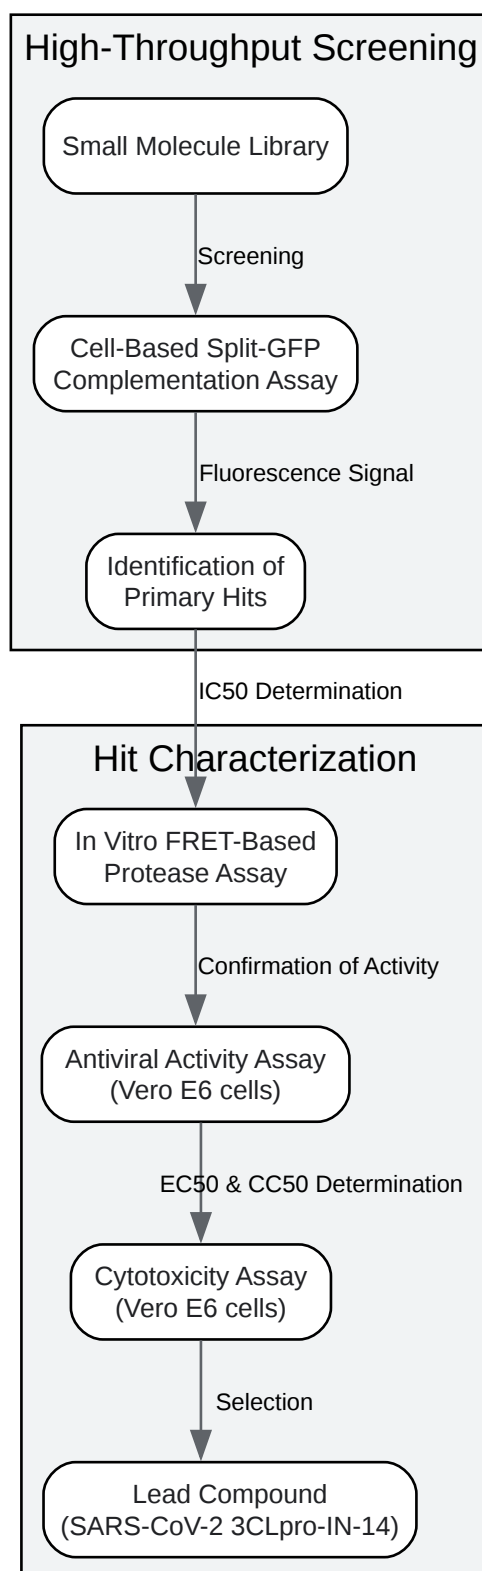 High-Throughput Screening
Small Molecule Library
Screening
Cell-Based Split-GFP
Complementation Assay
Fluorescence Signal
Identification of
Primary Hits
IC50 Determination
Hit Characterization
In Vitro FRET-Based
Protease Assay
Confirmation of Activity
Antiviral Activity Assay
(Vero E6 cells)
EC50 & CC50 Determination
Cytotoxicity Assay
(Vero E6 cells)
Selection
Lead Compound
(SARS-CoV-2 3CLpro-IN-14)